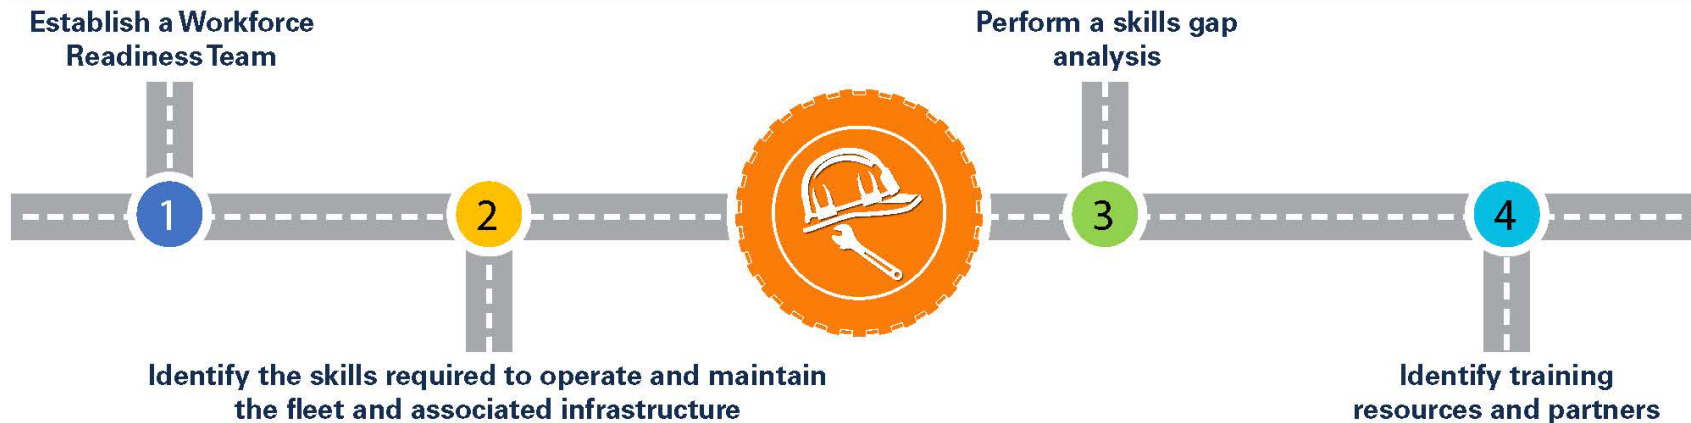 Establish a Workforce
Readiness Team
1
2
Identify the skills required to operate and maintain
the fleet and associated infrastructure
Perform a skills gap
analysis
3
4
Identify training
resources and partners